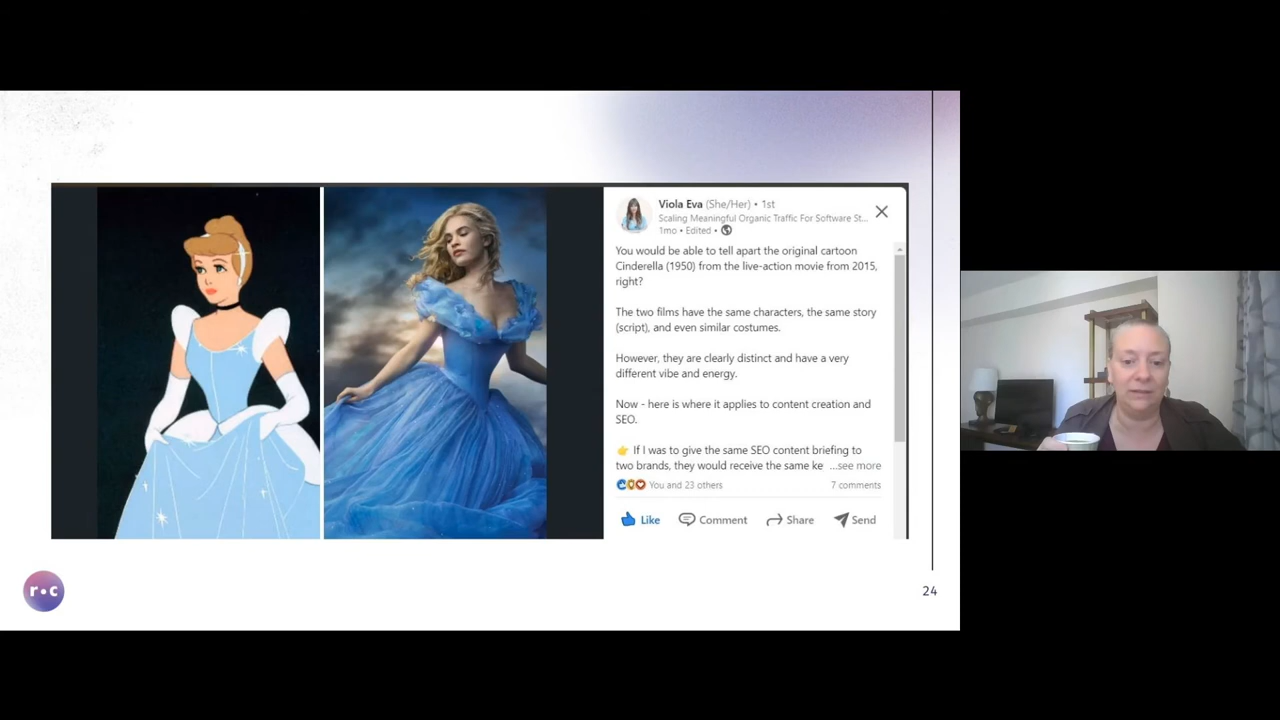 Viola Eva (She/Her) • 1st
Scaling Meaningful Organic Traffic For Software St...
1mo • Edited •
You would be able to tell apart the original cartoon
Cinderella (1950) from the live-action movie from 2015,
right?
The two films have the same characters, the same story
(script), and even similar costumes.
However, they are clearly distinct and have a very
different vibe and energy.
Now - here is where it applies to content creation and
SEO.
👉 If I was to give the same SEO content briefing to
two brands, they would receive the same ke ...see more
You and 23 others 7 comments
Like Comment Share Send
r•c
24